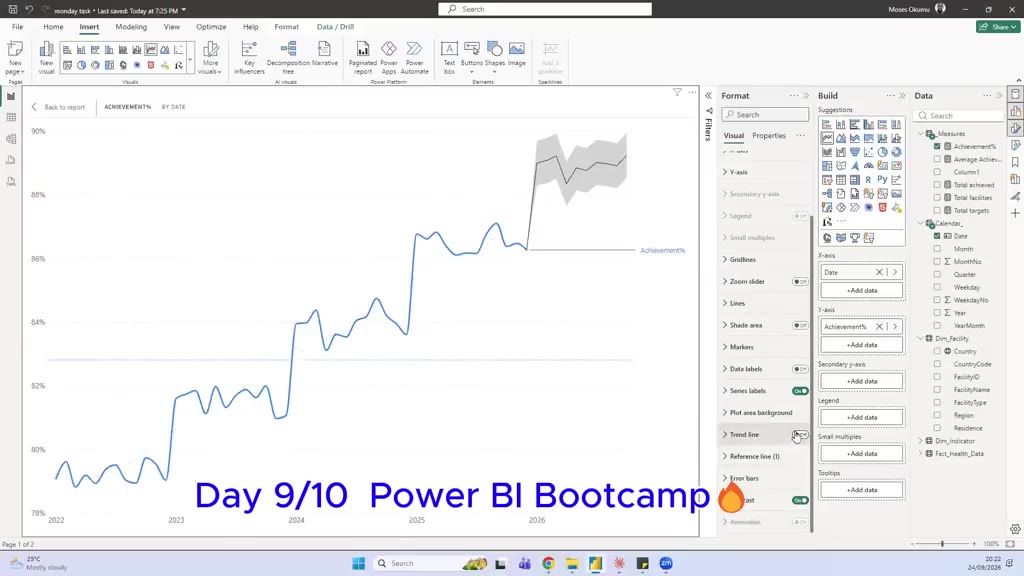 monday task • Last saved: Today at 7:25 PM
Search
Moses Okumu
File Home Insert Modeling View Optimize Help Format Data / Drill
Share
New page
New visual
More visuals
Key influencers
Decomposition tree
Narrative
Paginated report
Power Apps
Power Automate
Text box
Buttons
Shapes
Image
Add a sparkline
Pages
Visuals
AI visuals
Power Platform
Elements
Sparklines
Back to report
ACHIEVEMENT%
BY DATE
90%
88%
86%
84%
82%
80%
78%
2022 2023 2024 2025 2026
Achievement%
Filters
Format
Search
Visual Properties
X-axis
Y-axis
Secondary y-axis
Legend
Small multiples
Gridlines
Zoom slider
Lines
Shade area
Markers
Data labels
Series labels
Plot area background
Trend line
Reference line (1)
Error bars
Anomalies
Build
Suggestions
X-axis
Date
+Add data
Y-axis
Achievement%
+Add data
Secondary y-axis
+Add data
Legend
+Add data
Small multiples
+Add data
Tooltips
+Add data
Data
Search
_Measures
Achievement%
Average Achiev...
Column1
Total achieved
Total facilities
Total targets
Calendar_
Date
Month
MonthNo
Quarter
Weekday
WeekdayNo
Year
YearMonth
Dim_Facility
Country
CountryCode
FacilityID
FacilityName
FacilityType
Region
Residence
Dim_Indicator
Fact_Health_Data
Day 9/10 Power BI Bootcamp
Page 1 of 2
100%
25°C
Mostly cloudy
Search
20:22
24/09/2026